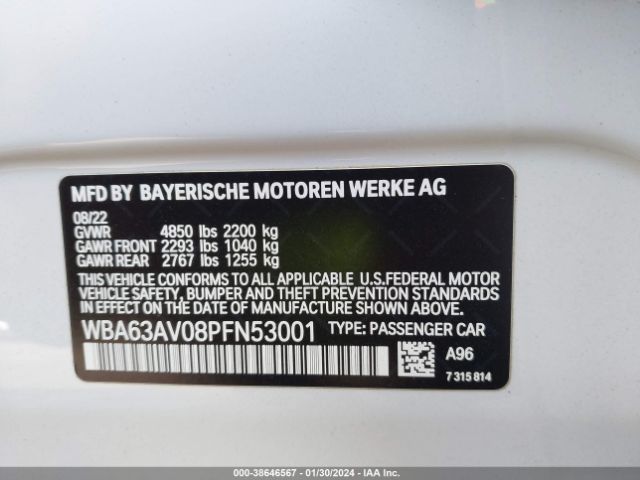 MFD BY BAYERISCHE MOTOREN WERKE AG
08/22
GVWR 4850 lbs 2200 kg
GAWR FRONT 2293 lbs 1040 kg
GAWR REAR 2767 lbs 1255 kg
THIS VEHICLE CONFORMS TO ALL APPLICABLE U.S.FEDERAL MOTOR
VEHICLE SAFETY, BUMPER AND THEFT PREVENTION STANDARDS
IN EFFECT ON THE DATE OF MANUFACTURE SHOWN ABOVE.
WBA63AV08PFN53001 TYPE: PASSENGER CAR
A96
7 315 814
OWNER: 38646567 - 01/30/2024 - IAAI.COM